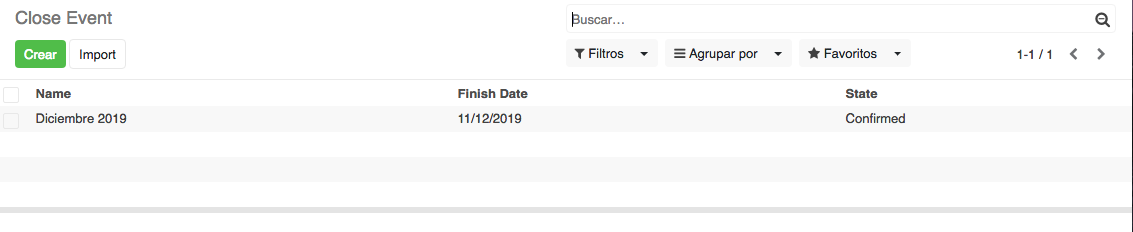 Close Event
Buscar...
Crear Import
Filtros Agrupar por Favoritos 1-1 / 1
Name Finish Date State
Diciembre 2019 11/12/2019 Confirmed